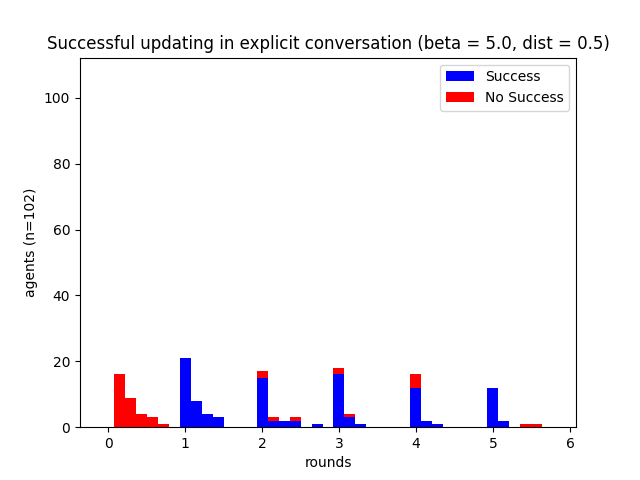 Successful updating in explicit conversation (beta = 5.0, dist = 0.5)
Success
No Success
100
80
60
40
20
0
agents (n=102)
0 1 2 3 4 5 6
rounds